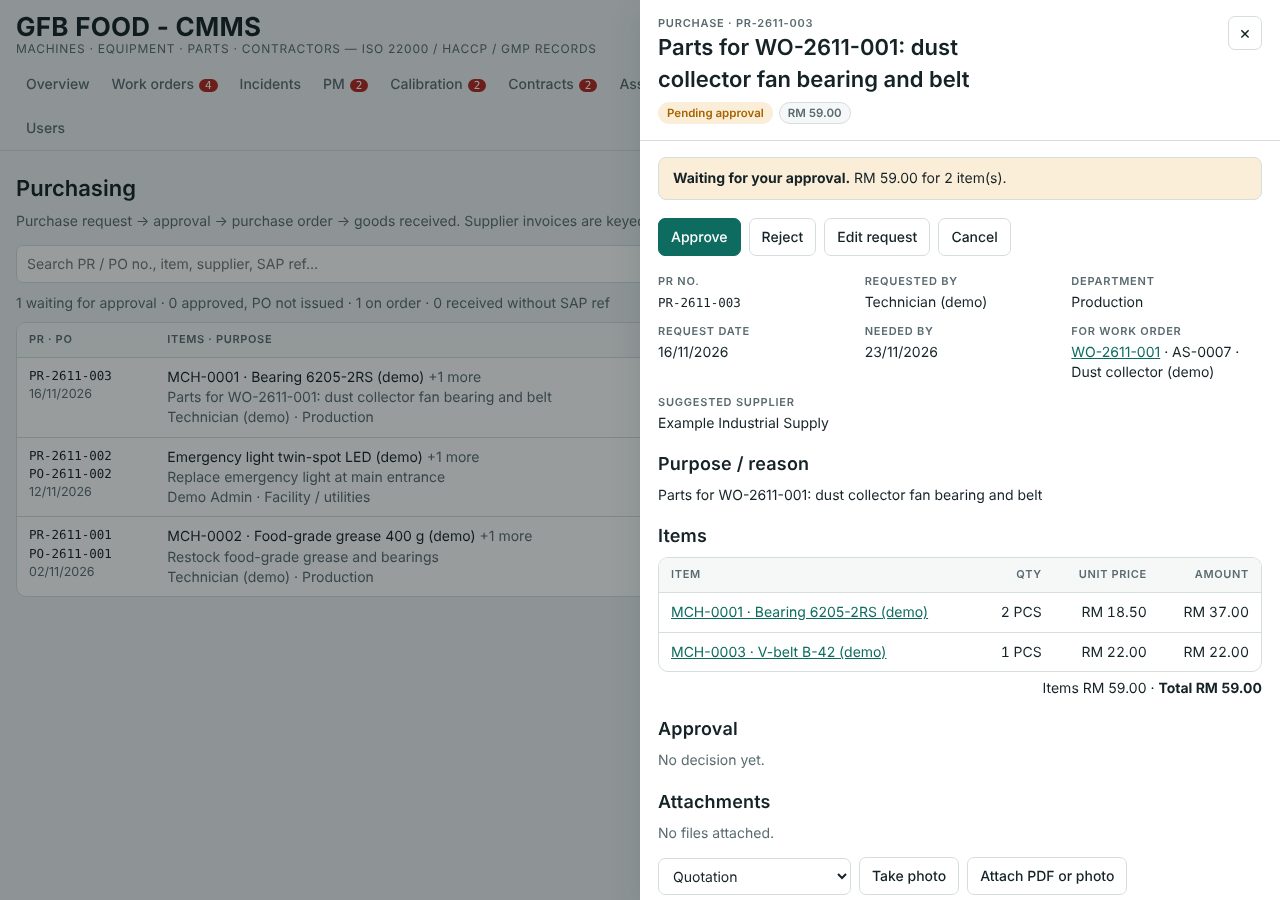 GFB FOOD - CMMS
MACHINES · EQUIPMENT · PARTS · CONTRACTORS — ISO 22000 / HACCP / GMP RECORDS
Overview Work orders 4 Incidents PM 2 Calibration 2 Contracts 2
Users
Purchasing
Purchase request → approval → purchase order → goods received. Supplier invoices are
Search PR / PO no., item, supplier, SAP ref...
1 waiting for approval · 0 approved, PO not issued · 1 on order · 0 received without SAP ref
PR · PO ITEMS · PURPOSE
PR-2611-003 MCH-0001 · Bearing 6205-2RS (demo) +1 more
16/11/2026 Parts for WO-2611-001: dust collector fan bearing and belt
Technician (demo) · Production
PR-2611-002 Emergency light twin-spot LED (demo) +1 more
PO-2611-002 Replace emergency light at main entrance
12/11/2026 Demo Admin · Facility / utilities
PR-2611-001 MCH-0002 · Food-grade grease 400 g (demo) +1 more
PO-2611-001 Restock food-grade grease and bearings
02/11/2026 Technician (demo) · Production
PURCHASE · PR-2611-003
Parts for WO-2611-001: dust
collector fan bearing and belt
×
Pending approval RM 59.00
Waiting for your approval. RM 59.00 for 2 item(s).
Approve Reject Edit request Cancel
PR NO. REQUESTED BY DEPARTMENT
PR-2611-003 Technician (demo) Production
REQUEST DATE NEEDED BY FOR WORK ORDER
16/11/2026 23/11/2026 WO-2611-001 · AS-0007 ·
Dust collector (demo)
SUGGESTED SUPPLIER
Example Industrial Supply
Purpose / reason
Parts for WO-2611-001: dust collector fan bearing and belt
Items
ITEM QTY UNIT PRICE AMOUNT
MCH-0001 · Bearing 6205-2RS (demo) 2 PCS RM 18.50 RM 37.00
MCH-0003 · V-belt B-42 (demo) 1 PCS RM 22.00 RM 22.00
Items RM 59.00 · Total RM 59.00
Approval
No decision yet.
Attachments
No files attached.
Quotation Take photo Attach PDF or photo